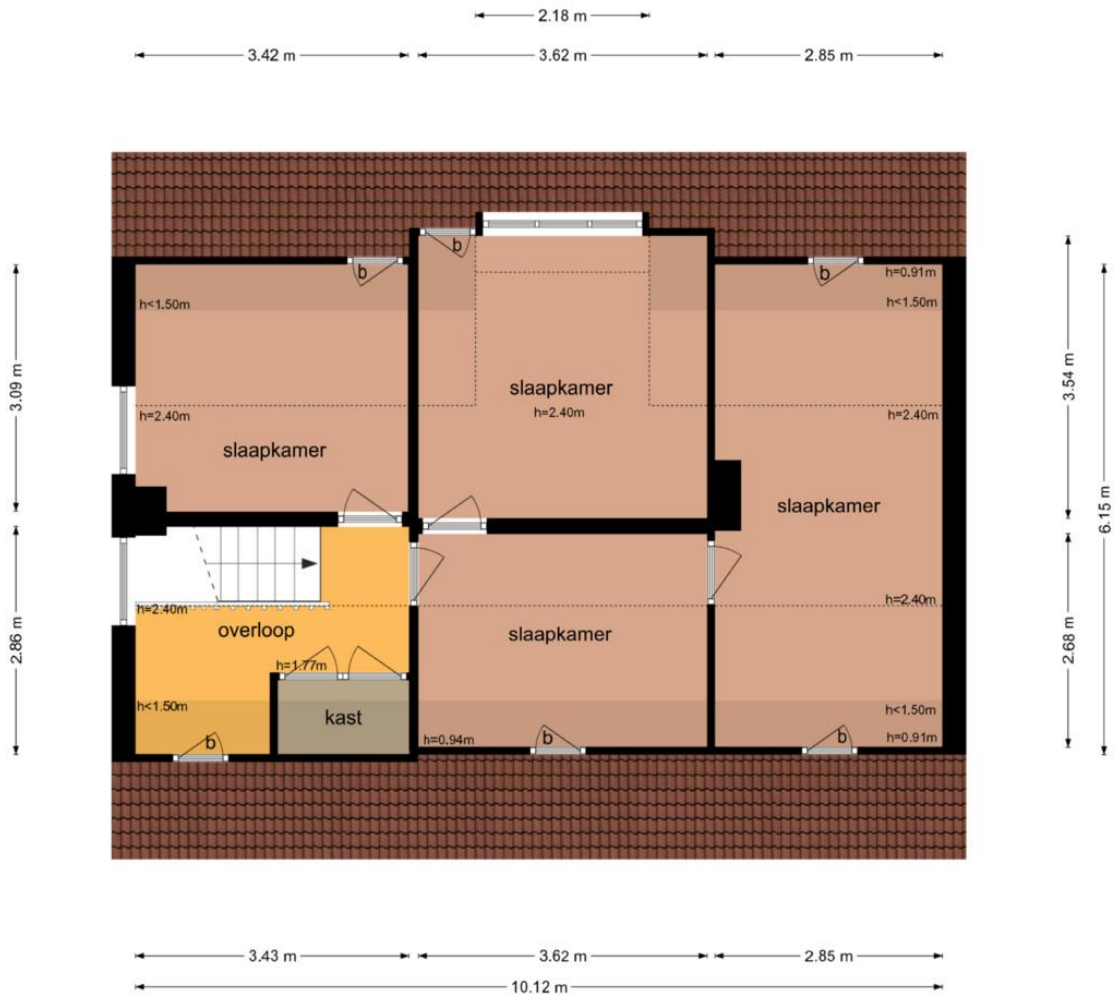 2.18 m
3.42 m
3.62 m
2.85 m
b
b
b
h=0.91m
h<1.50m
h<1.50m
3.09 m
3.54 m
6.15 m
slaapkamer
h=2.40m
h=2.40m
h=2.40m
slaapkamer
slaapkamer
2.86 m
2.68 m
h=2.40m
h=2.40m
overloop
slaapkamer
h=1.77m
h<1.50m
h<1.50m
kast
b
h=0.94m
b
b
h=0.91m
3.43 m
3.62 m
2.85 m
10.12 m